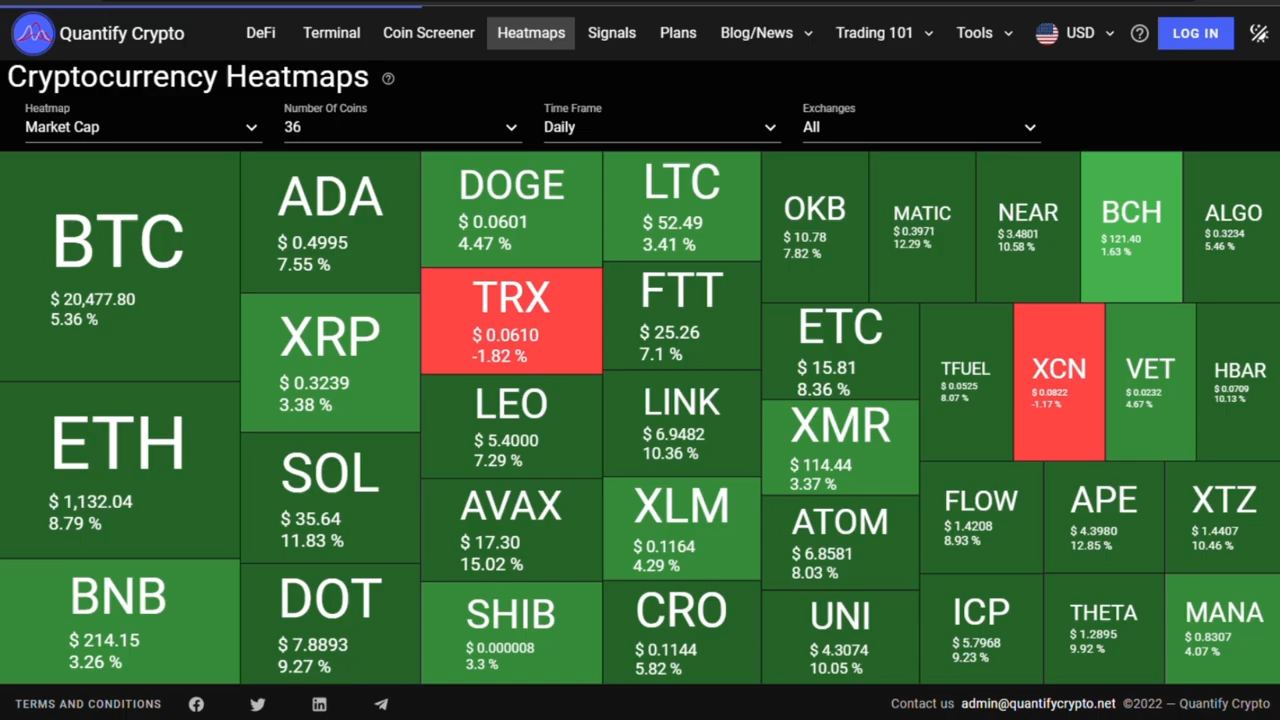 Quantify Crypto
DeFi
Terminal
Coin Screener
Heatmaps
Signals
Plans
Blog/News
Trading 101
Tools
USD
LOG IN
Cryptocurrency Heatmaps
Heatmap
Market Cap
Number Of Coins
36
Time Frame
Daily
Exchanges
All
BTC
$ 20,477.80
5.36 %
ETH
$ 1,132.04
8.79 %
BNB
$ 214.15
3.26 %
ADA
$ 0.4995
7.55 %
XRP
$ 0.3239
3.38 %
SOL
$ 35.64
11.83 %
DOT
$ 7.8893
9.27 %
DOGE
$ 0.0601
4.47 %
TRX
$ 0.0610
-1.82 %
LEO
$ 5.4000
7.29 %
AVAX
$ 17.30
15.02 %
SHIB
$ 0.000008
3.3 %
LTC
$ 52.49
3.41 %
FTT
$ 25.26
7.1 %
LINK
$ 6.9482
10.36 %
XLM
$ 0.1164
4.29 %
CRO
$ 0.1144
5.82 %
OKB
$ 10.78
7.82 %
MATIC
$ 0.3971
12.29 %
NEAR
$ 3.4801
10.58 %
BCH
$ 121.40
1.63 %
ALGO
$ 0.3234
5.46 %
ETC
$ 15.81
8.36 %
XMR
$ 114.44
3.37 %
ATOM
$ 6.8581
8.03 %
UNI
$ 4.3074
10.05 %
TFUEL
$ 0.0525
8.07 %
XCN
$ 0.0822
-1.17 %
VET
$ 0.0232
4.67 %
HBAR
$ 0.0709
10.13 %
FLOW
$ 1.4208
8.93 %
APE
$ 4.3980
12.85 %
XTZ
$ 1.4407
10.46 %
ICP
$ 5.7968
9.23 %
THETA
$ 1.2895
9.92 %
MANA
$ 0.8307
4.07 %
TERMS AND CONDITIONS
Contact us admin@quantifycrypto.net ©2022 — Quantify Crypto